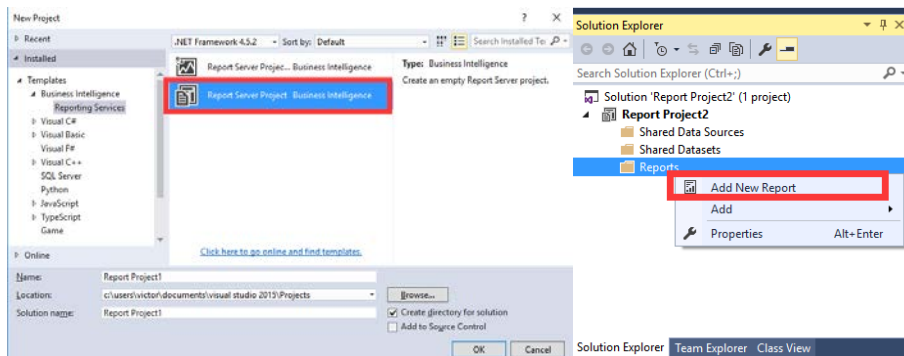 New Project
? X
Recent
.NET Framework 4.5.2 Sort by: Default
Search Installed Te
Installed
Templates
Business Intelligence
Reporting Services
Visual C#
Visual Basic
Visual F#
Visual C++
SQL Server
Python
JavaScript
TypeScript
Game
Online
Report Server Projec... Business Intelligence
Report Server Project Business Intelligence
Type: Business Intelligence
Create an empty Report Server project.
Click here to go online and find templates.
Name: Report Project1
Location: c:\users\victor\documents\visual studio 2015\Projects
Browse...
Solution name: Report Project1
Create directory for solution
Add to Source Control
OK Cancel
Solution Explorer
Search Solution Explorer (Ctrl+;)
Solution 'Report Project2' (1 project)
Report Project2
Shared Data Sources
Shared Datasets
Reports
Add New Report
Add
Properties Alt+Enter
Solution Explorer Team Explorer Class View